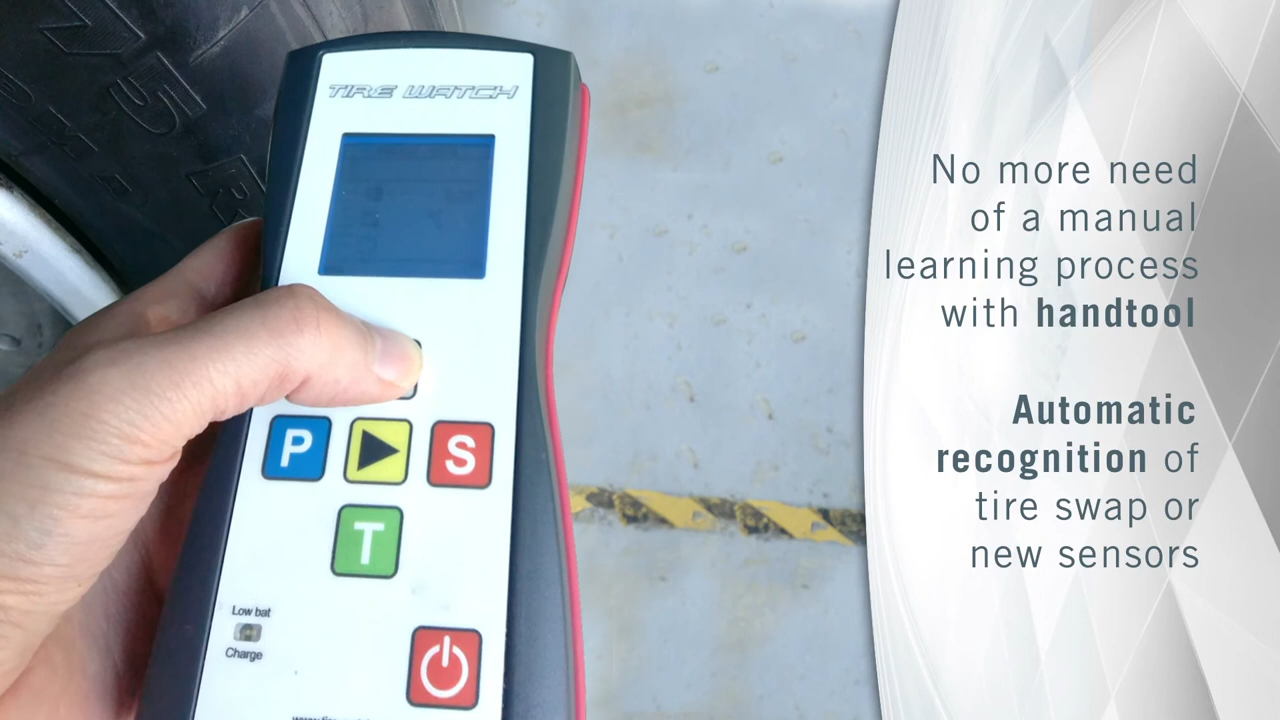 TIRE WATCH
P
S
T
Low bat
Charge
75 R
No more need
of a manual
learning process
with handtool
Automatic
recognition of
tire swap or
new sensors